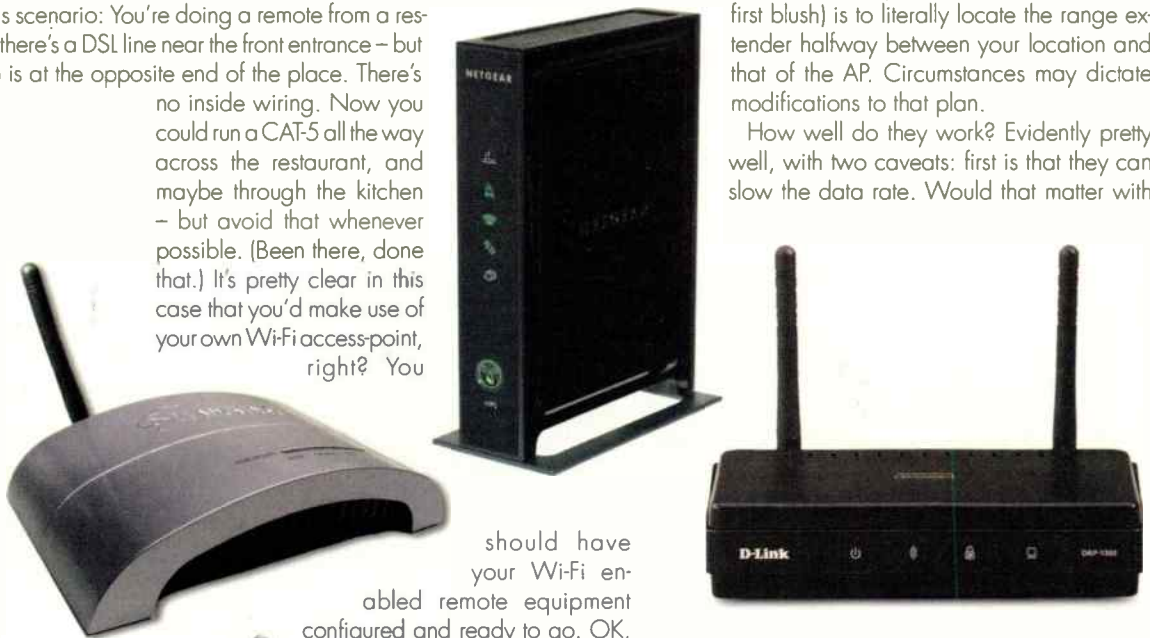 s scenario: You're doing a remote from a res-
there's a DSL line near the front entrance – but
is at the opposite end of the place. There's
no inside wiring. Now you
could run a CAT-5 all the way
across the restaurant, and
maybe through the kitchen
– but avoid that whenever
possible. (Been there, done
that.) It's pretty clear in this
case that you'd make use of
your own Wi-Fi access-point,
right? You
should have
your Wi-Fi en-
abled remote equipment
configured and ready to go. OK,
NETGEAR
first blush) is to literally locate the range ex-
tender halfway between your location and
that of the AP. Circumstances may dictate
modifications to that plan.
How well do they work? Evidently pretty
well, with two caveats: first is that they can
slow the data rate. Would that matter with
D-Link